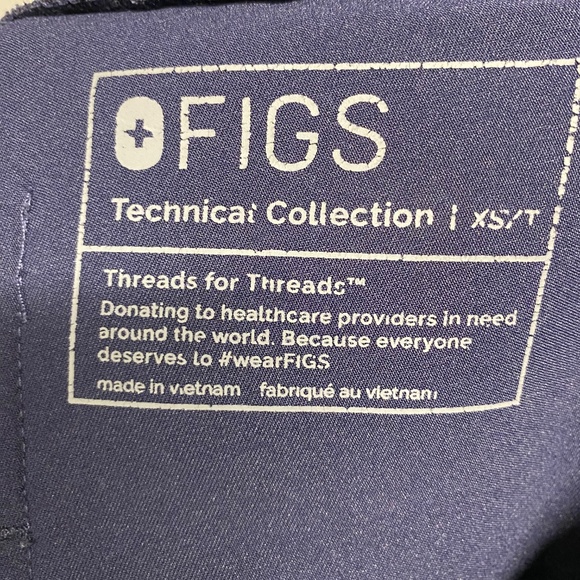 FIGS
Technical Collection | XS/T
Threads for Threads™
Donating to healthcare providers in need
around the world. Because everyone
deserves to #wearFIGS
made in vietnam fabriqué au vietnam